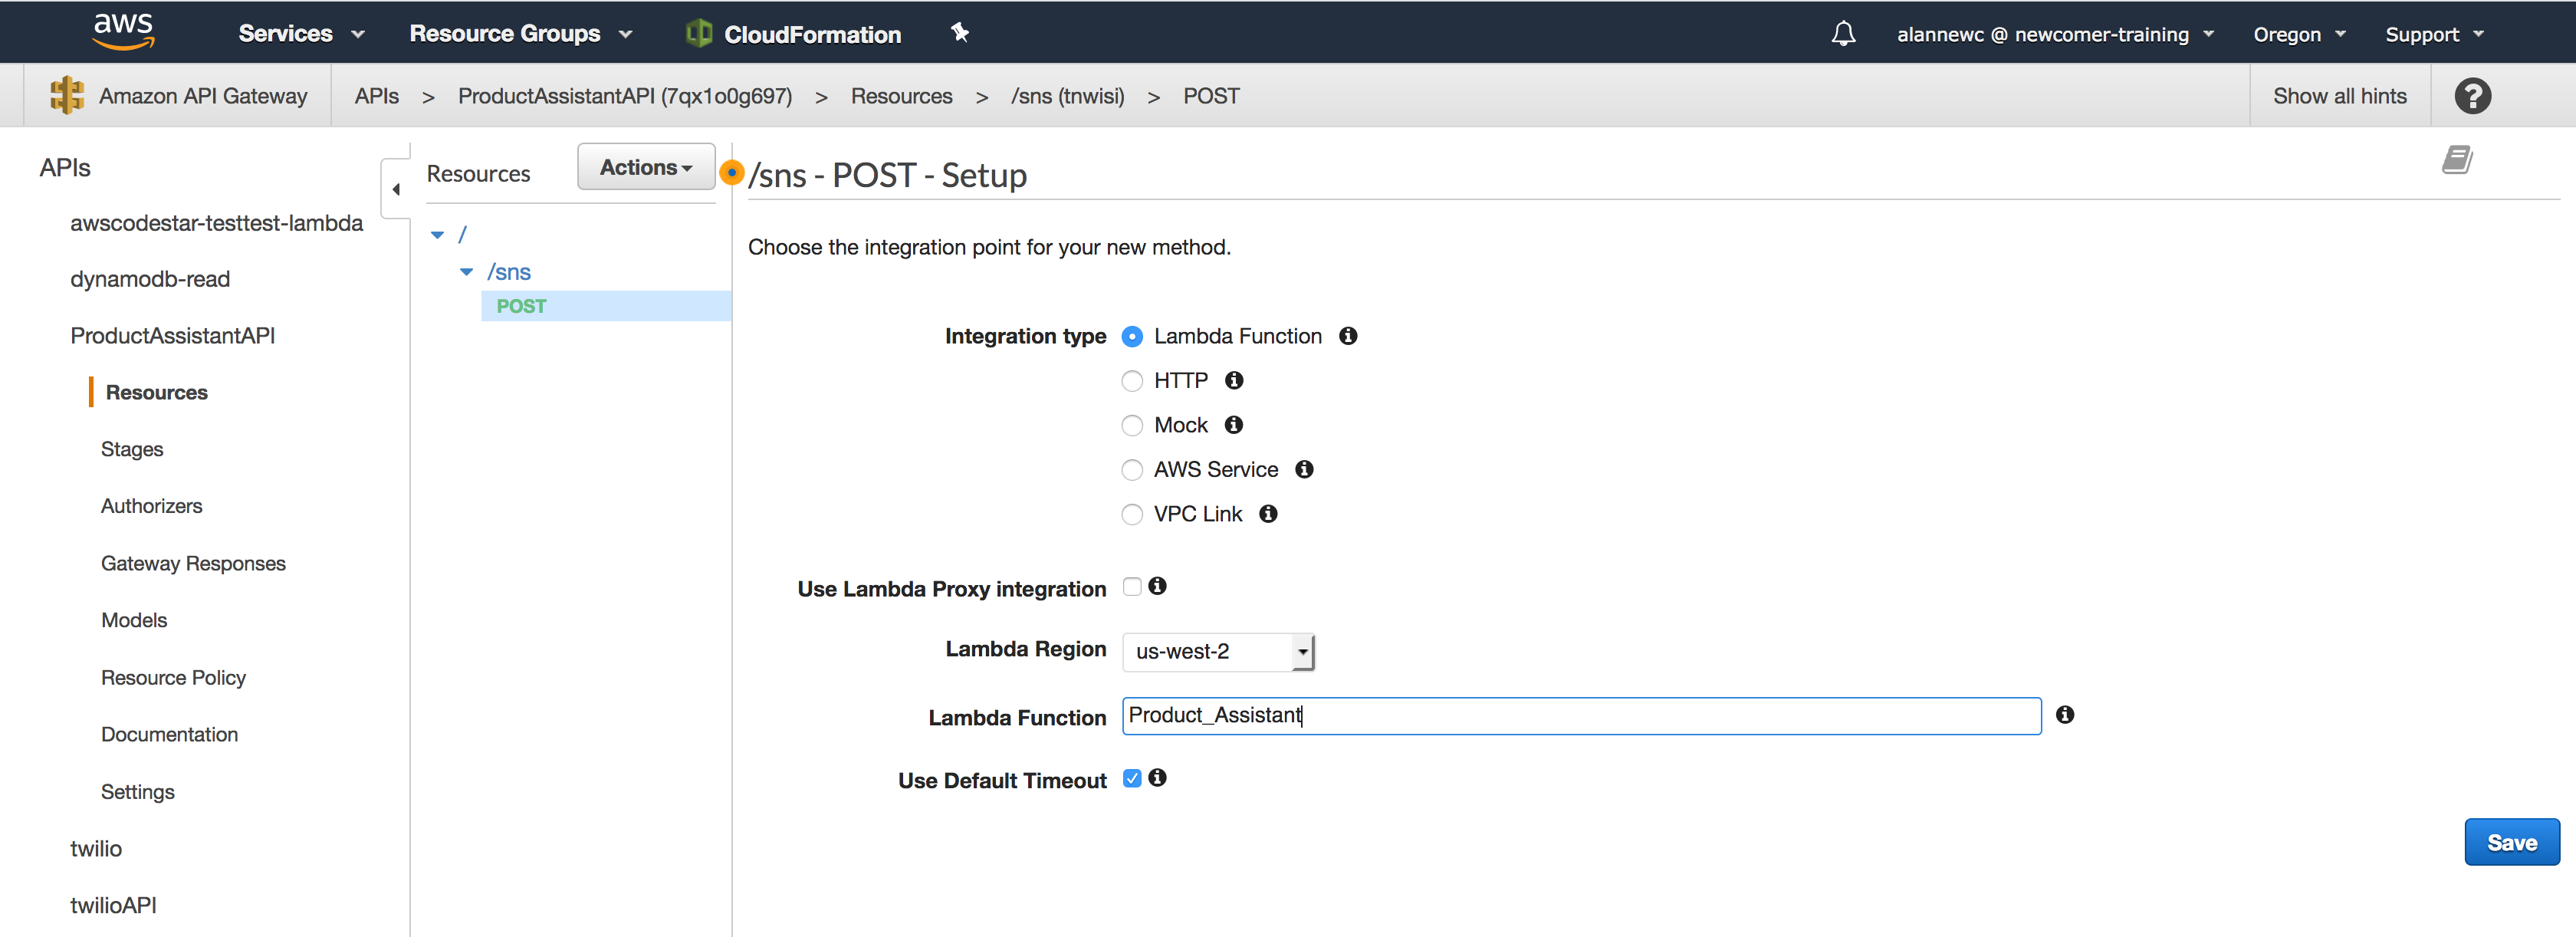 aws Services Resource Groups CloudFormation alannewc @ newcomer-training Oregon Support
Amazon API Gateway APIs > ProductAssistantAPI (7qx1o0g697) > Resources > /sns (tnwisi) > POST Show all hints ?
APIs
awscodestar-testtest-lambda
dynamodb-read
ProductAssistantAPI
Resources
Stages
Authorizers
Gateway Responses
Models
Resource Policy
Documentation
Settings
twilio
twilioAPI
Resources Actions
/
/sns
POST
/sns - POST - Setup
Choose the integration point for your new method.
Integration type Lambda Function
HTTP
Mock
AWS Service
VPC Link
Use Lambda Proxy integration
Lambda Region us-west-2
Lambda Function Product_Assistant
Use Default Timeout
Save